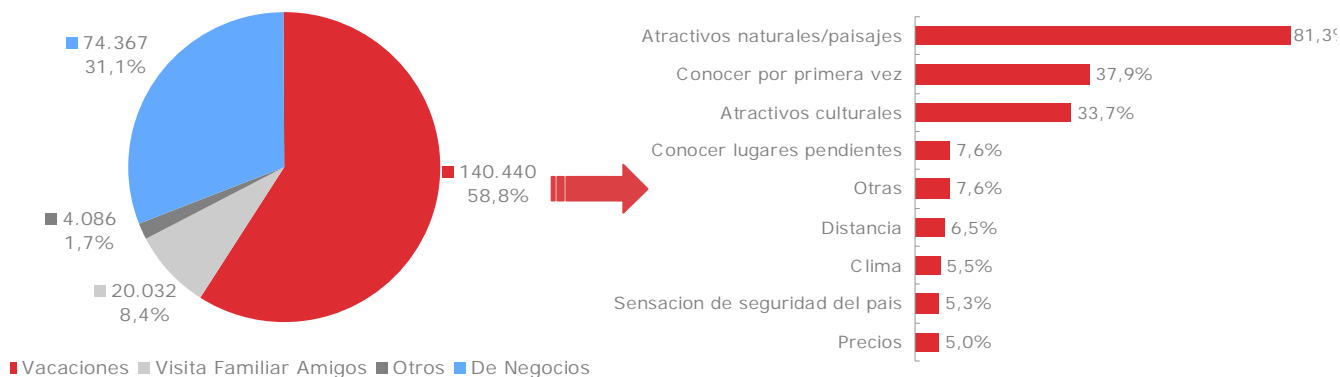 74.367
31,1%
140.440
58,8%
4.086
1,7%
20.032
8,4%
Vacaciones Visita Familiar Amigos Otros De Negocios
Atractivos naturales/paisajes 81,3%
Conocer por primera vez 37,9%
Atractivos culturales 33,7%
Conocer lugares pendientes 7,6%
Otras 7,6%
Distancia 6,5%
Clima 5,5%
Sensacion de seguridad del pais 5,3%
Precios 5,0%